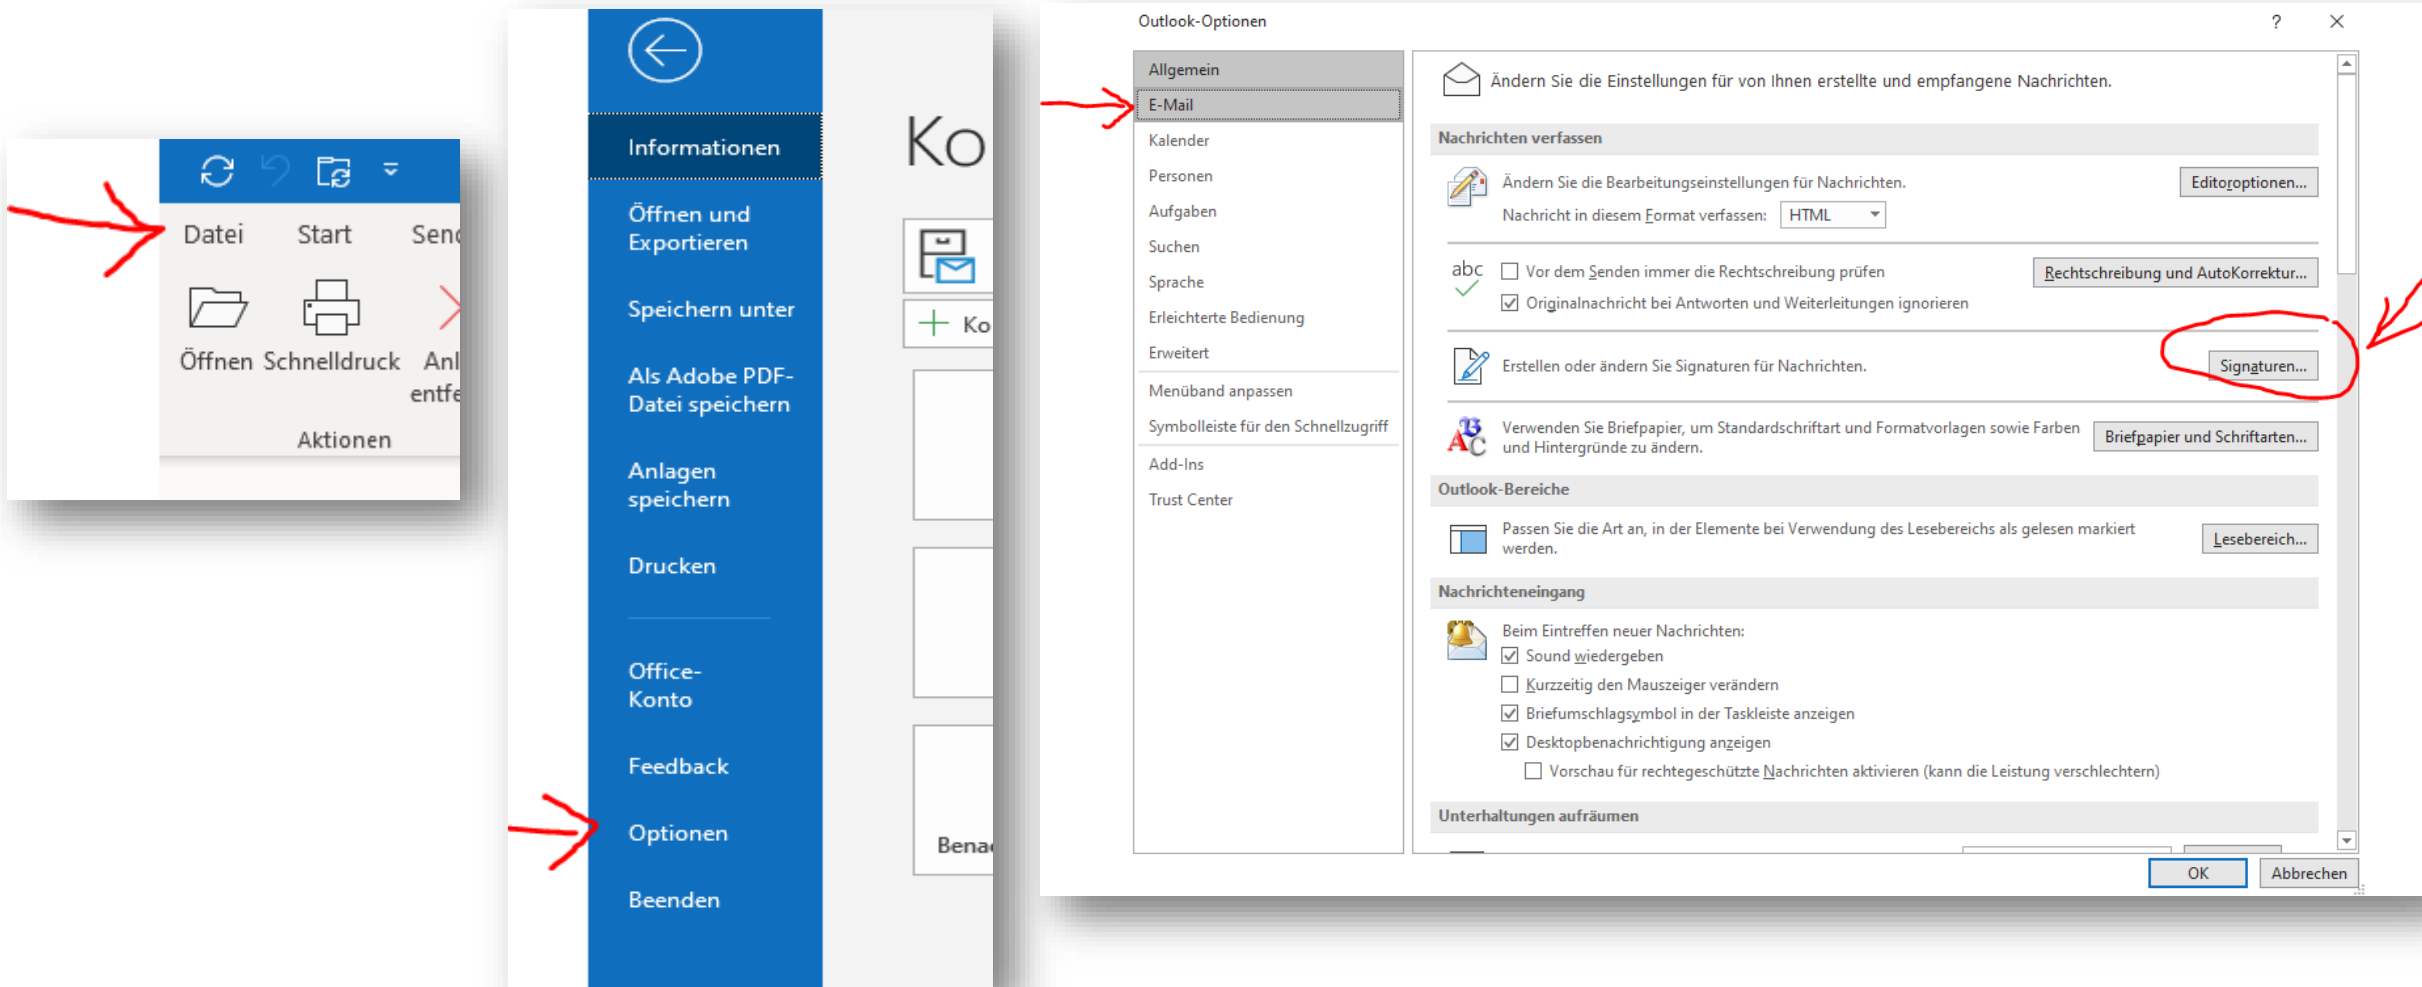 Datei Start Send
Öffnen Schnelldruck Anl
entfe
Aktionen
Informationen
Öffnen und
Exportieren
Speichern unter
Als Adobe PDF-
Datei speichern
Anlagen
speichern
Drucken
Office-
Konto
Feedback
Optionen
Beenden
Ko
Ko
Bena
Outlook-Optionen ?
Allgemein
E-Mail
Kalender
Personen
Aufgaben
Suchen
Sprache
Erleichterte Bedienung
Erweitert
Menüband anpassen
Symbolleiste für den Schnellzugriff
Add-Ins
Trust Center
Ändern Sie die Einstellungen für von Ihnen erstellte und empfangene Nachrichten.
Nachrichten verfassen
Ändern Sie die Bearbeitungseinstellungen für Nachrichten. Editoroptionen...
Nachricht in diesem Format verfassen: HTML
abc Vor dem Senden immer die Rechtschreibung prüfen Rechtschreibung und AutoKorrektur...
Originalnachricht bei Antworten und Weiterleitungen ignorieren
Erstellen oder ändern Sie Signaturen für Nachrichten. Signaturen...
ABC Verwenden Sie Briefpapier, um Standardschriftart und Formatvorlagen sowie Farben Briefpapier und Schriftarten...
und Hintergründe zu ändern.
Outlook-Bereiche
Passen Sie die Art an, in der Elemente bei Verwendung des Lesebereichs als gelesen markiert Lesebereich...
werden.
Nachrichteneingang
Beim Eintreffen neuer Nachrichten:
Sound wiedergeben
Kurzzeitig den Mauszeiger verändern
Briefumschlagsymbol in der Taskleiste anzeigen
Desktopbenachrichtigung anzeigen
Vorschau für rechtegeschützte Nachrichten aktivieren (kann die Leistung verschlechtern)
Unterhaltungen aufräumen
OK Abbrechen